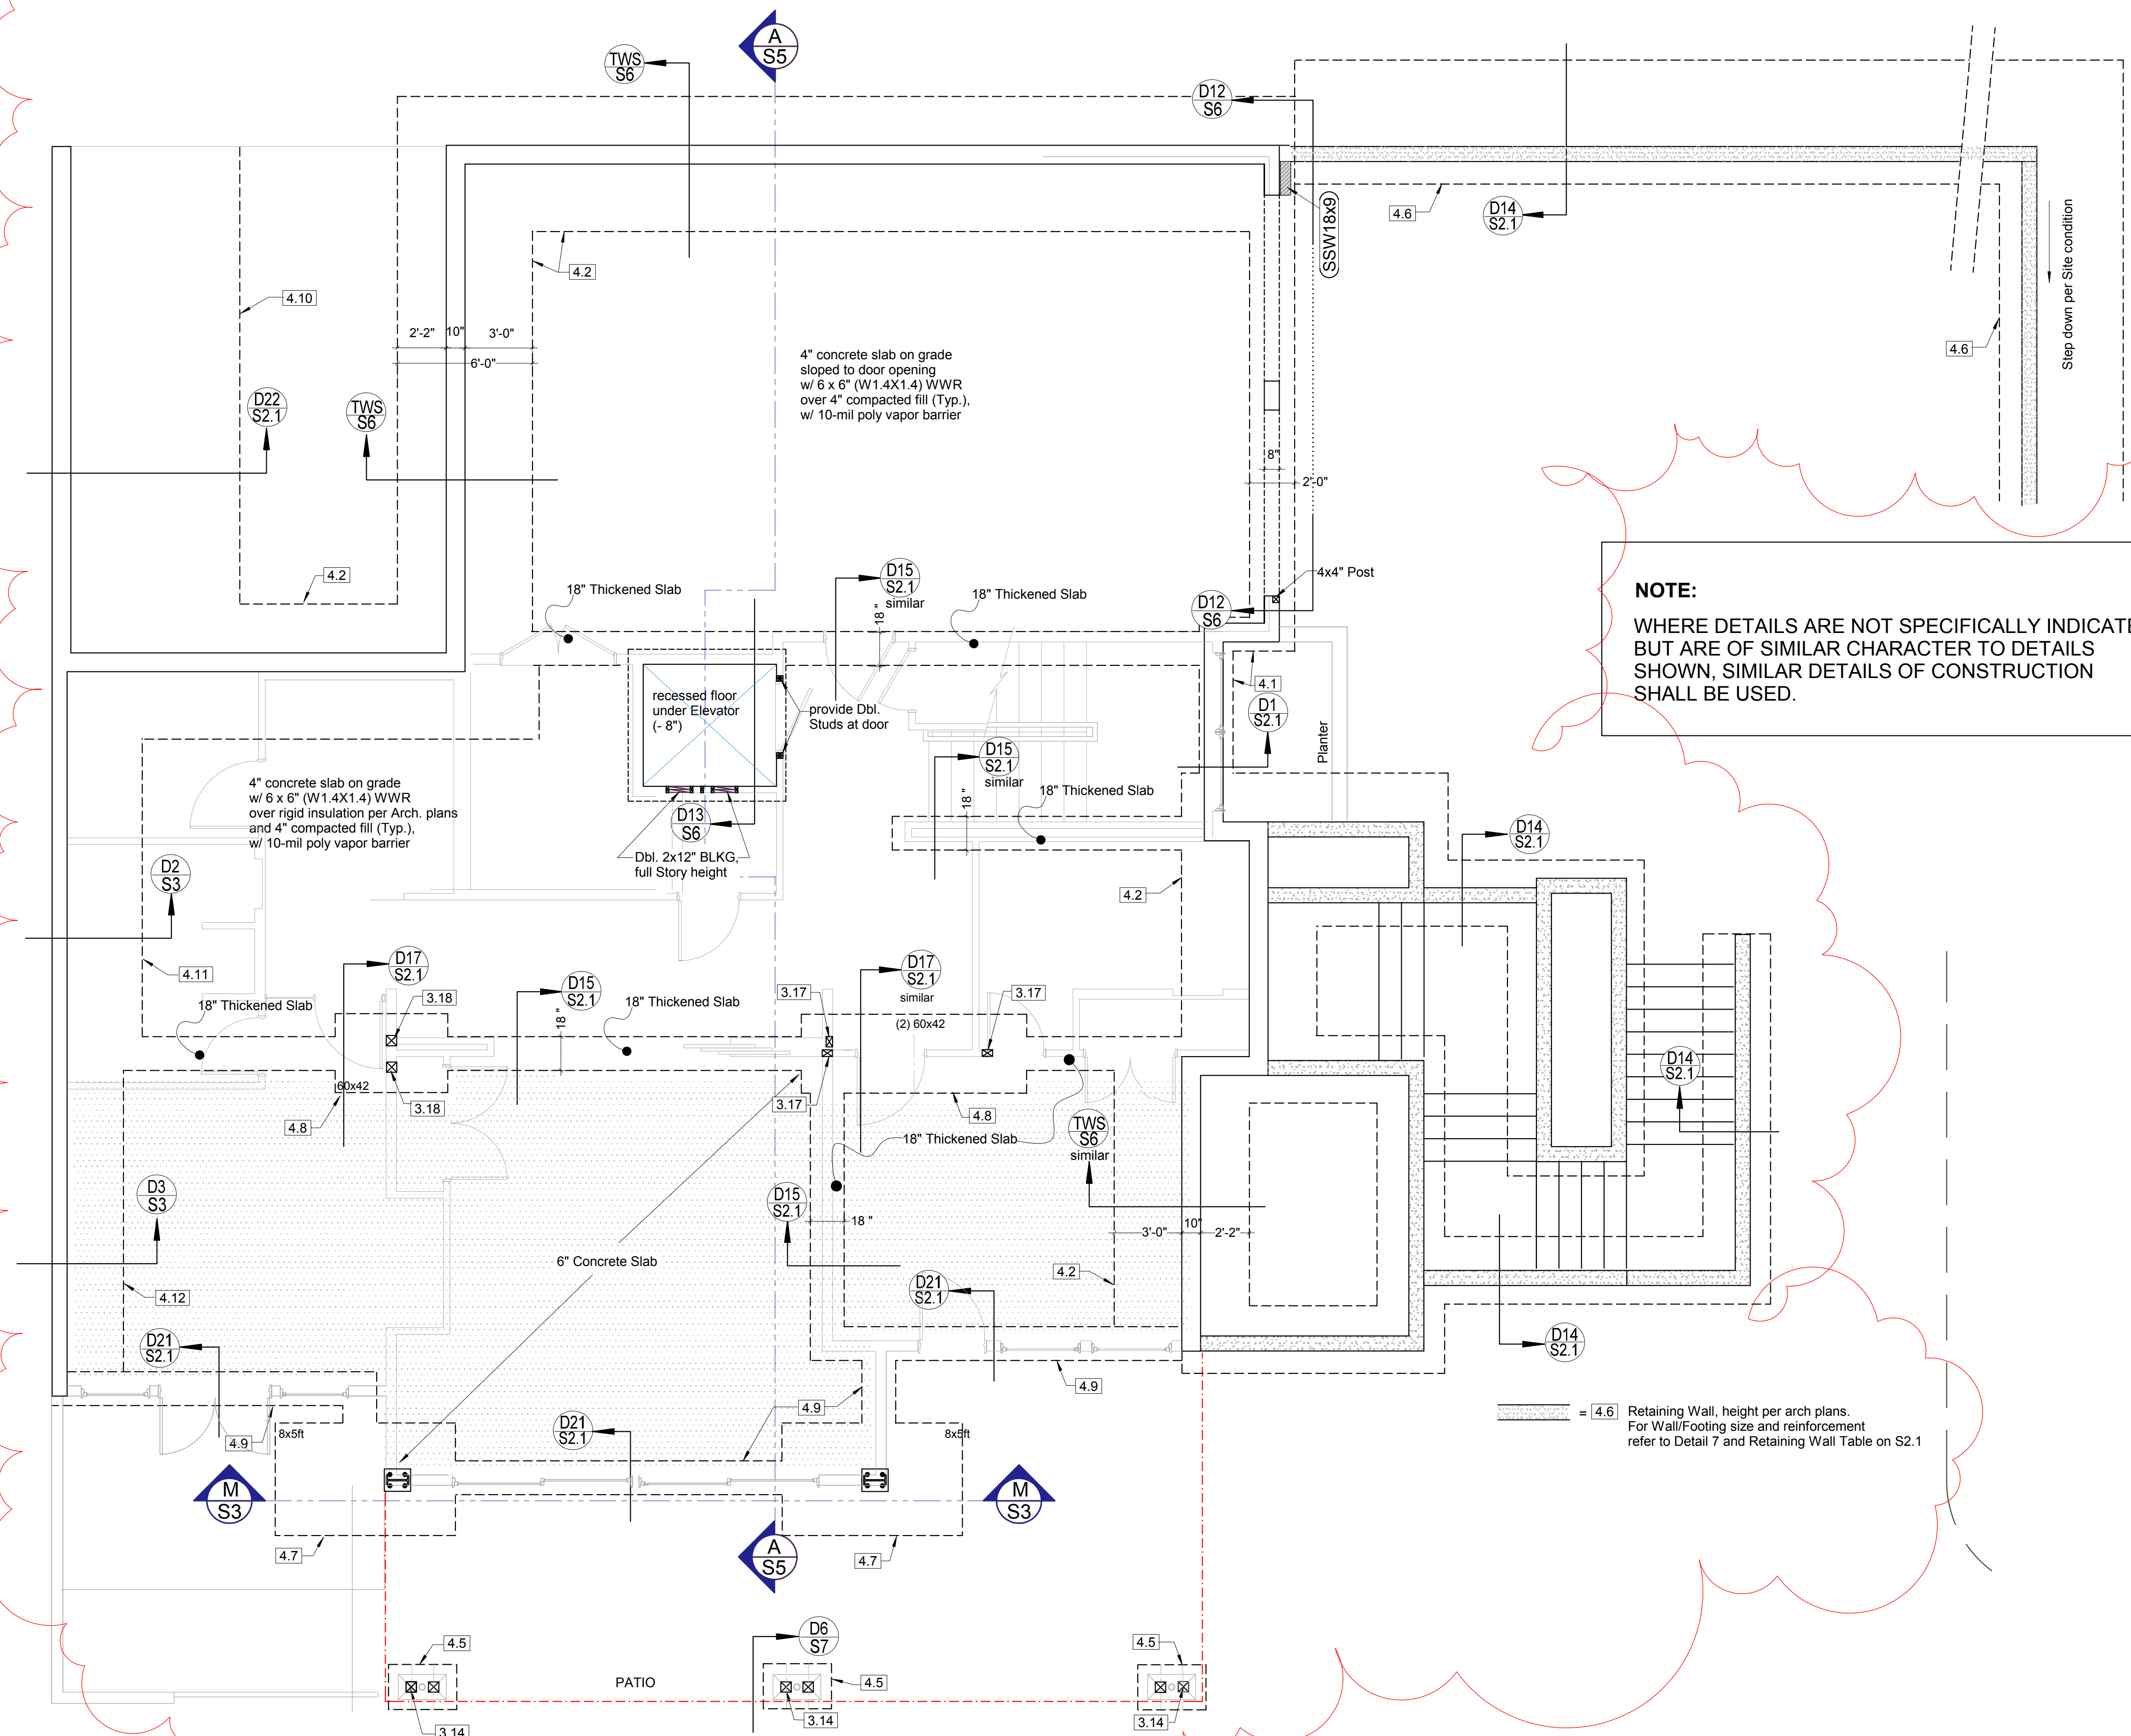 A
S5
TWS
S6
D12
S6
SSW18x9
4.6
D14
S2.1
Step down per Site condition
4.6
4.2
4.10
2'-2"
10"
3'-0"
6'-0"
4" concrete slab on grade
sloped to door opening
w/ 6 x 6" (W1.4X1.4) WWR
over 4" compacted fill (Typ.),
w/ 10-mil poly vapor barrier
D22
S2.1
TWS
S6
8"
2'-0"
4.2
18" Thickened Slab
D15
S2.1
similar
18 "
18" Thickened Slab
4x4" Post
D12
S6
NOTE:
WHERE DETAILS ARE NOT SPECIFICALLY INDICATE
BUT ARE OF SIMILAR CHARACTER TO DETAILS
SHOWN, SIMILAR DETAILS OF CONSTRUCTION
SHALL BE USED.
recessed floor
under Elevator
(- 8")
provide Dbl.
Studs at door
4.1
D1
S2.1
Planter
4" concrete slab on grade
w/ 6 x 6" (W1.4X1.4) WWR
over rigid insulation per Arch. plans
and 4" compacted fill (Typ.),
w/ 10-mil poly vapor barrier
D15
S2.1
similar
18 "
18" Thickened Slab
D13
S6
Dbl. 2x12" BLKG,
full Story height
D14
S2.1
D2
S3
4.2
4.11
D17
S2.1
18" Thickened Slab
3.18
D15
S2.1
18 "
18" Thickened Slab
3.17
D17
S2.1
similar
3.17
(2) 60x42
60x42
3.18
4.8
3.17
4.8
D14
S2.1
18" Thickened Slab
TWS
S6
similar
D3
S3
D15
S2.1
18 "
3'-0"
10"
2'-2"
6" Concrete Slab
4.2
4.12
D21
S2.1
D21
S2.1
D14
S2.1
4.9
4.9
4.9
8x5ft
D21
S2.1
8x5ft
= 4.6 Retaining Wall, height per arch plans.
For Wall/Footing size and reinforcement
refer to Detail 7 and Retaining Wall Table on S2.1
M
S3
M
S3
4.7
A
S5
4.7
4.5
D6
S7
4.5
PATIO
4.5
3.14
3.14
3.14